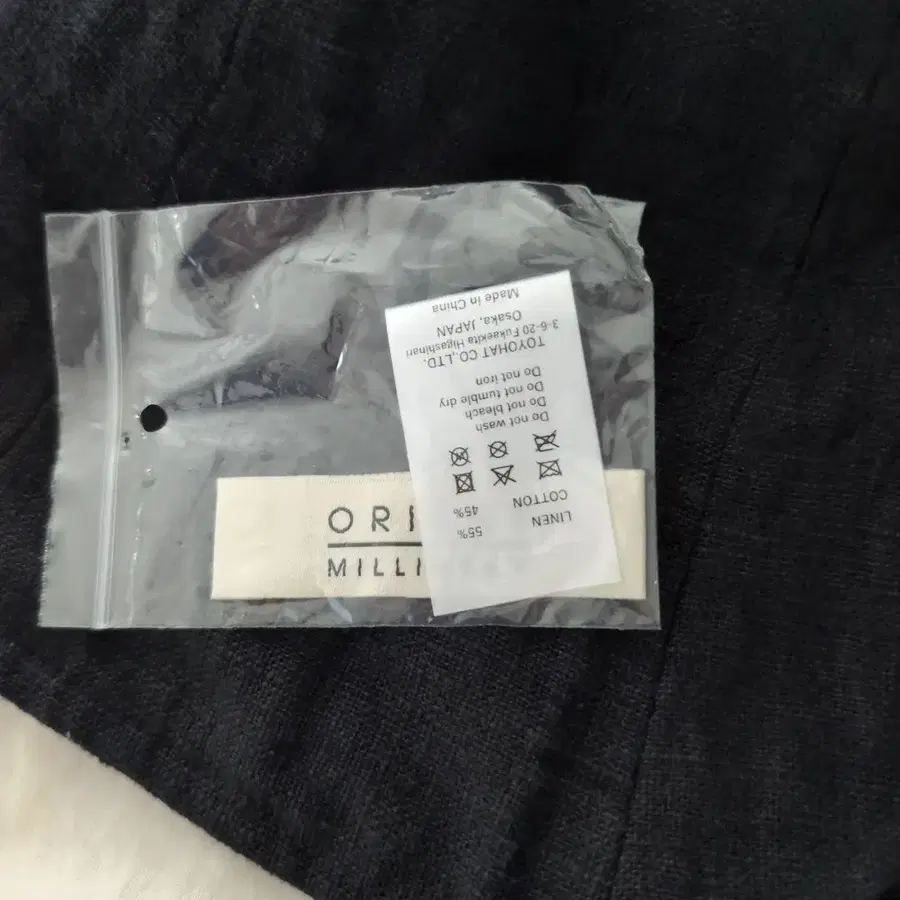 ORI
MILLI
LINEN 55%
COTTON 45%
Do not wash
Do not bleach
Do not tumble dry
Do not iron
TOYOHAT CO.,LTD.
3-6-20 Fukaekita Higashinari
Osaka, JAPAN
Made in China